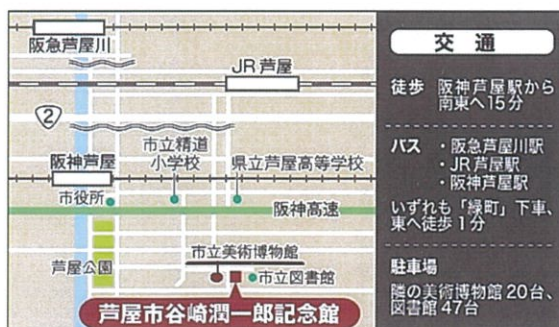 阪急芦屋川
JR芦屋
2
阪神芦屋
市立精道
小学校
県立芦屋高等学校
市役所
阪神高速
芦屋公園
市立美術博物館
市立図書館
芦屋市谷崎潤一郎記念館
交通
徒歩 阪神芦屋駅から
南東へ15分
バス ・阪急芦屋川駅
・JR芦屋駅
・阪神芦屋駅
いずれも「緑町」下車、
東へ徒歩1分
駐車場
隣の美術博物館20台、
図書館47台